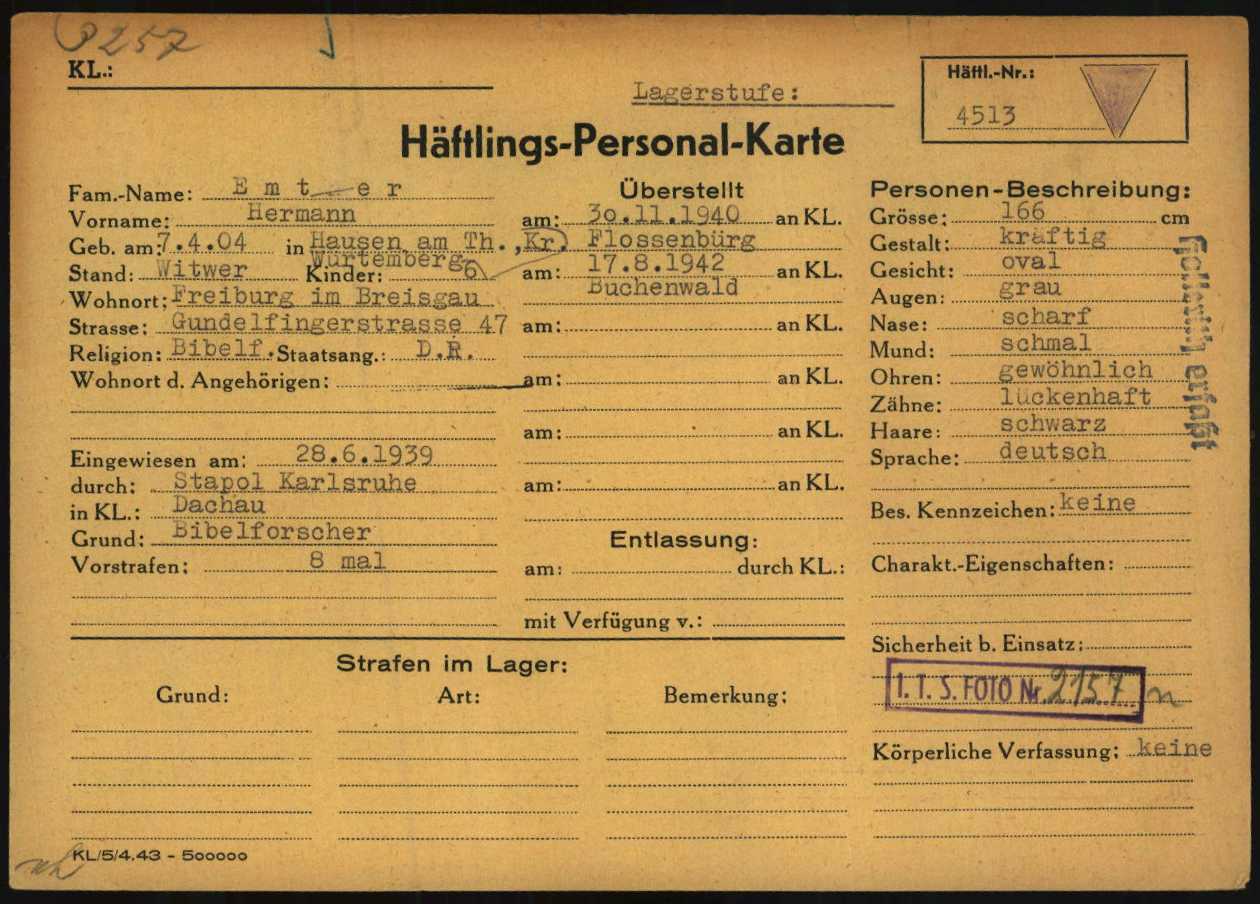 257
KL.:
Lagerstufe:
Häftl.-Nr.:
4513
Häftlings-Personal-Karte
Fam.-Name: E m t e r
Vorname: Hermann
Geb. am: 7.4.04 in Hausen am Th., Kr.
Würtemberg
Stand: Witwer Kinder: 6
Wohnort: Freiburg im Breisgau
Strasse: Gundelfingerstrasse 47
Religion: Bibelf. Staatsang.: D.R.
Wohnort d. Angehörigen:
Eingewiesen am: 28.6.1939
durch: Stapol Karlsruhe
in KL.: Dachau
Grund: Bibelforscher
Vorstrafen: 8 mal
Überstellt
am: 30.11.1940 an KL.
Flossenbürg
am: 17.8.1942 an KL.
Buchenwald
am: an KL.
am: an KL.
am: an KL.
am: an KL.
Entlassung:
am: durch KL.:
mit Verfügung v.:
Personen-Beschreibung:
Grösse: 166 cm
Gestalt: kräftig
Gesicht: oval
Augen: grau
Nase: scharf
Mund: schmal
Ohren: gewöhnlich
Zähne: lückenhaft
Haare: schwarz
Sprache: deutsch
Bes. Kennzeichen: keine
Charakt.-Eigenschaften:
Sicherheit b. Einsatz:
I. T. S. FOTO Nr. 2157
Körperliche Verfassung: keine
Hollerith erfaßt
Strafen im Lager:
Grund: Art: Bemerkung:
KL/5/4.43 - 500000